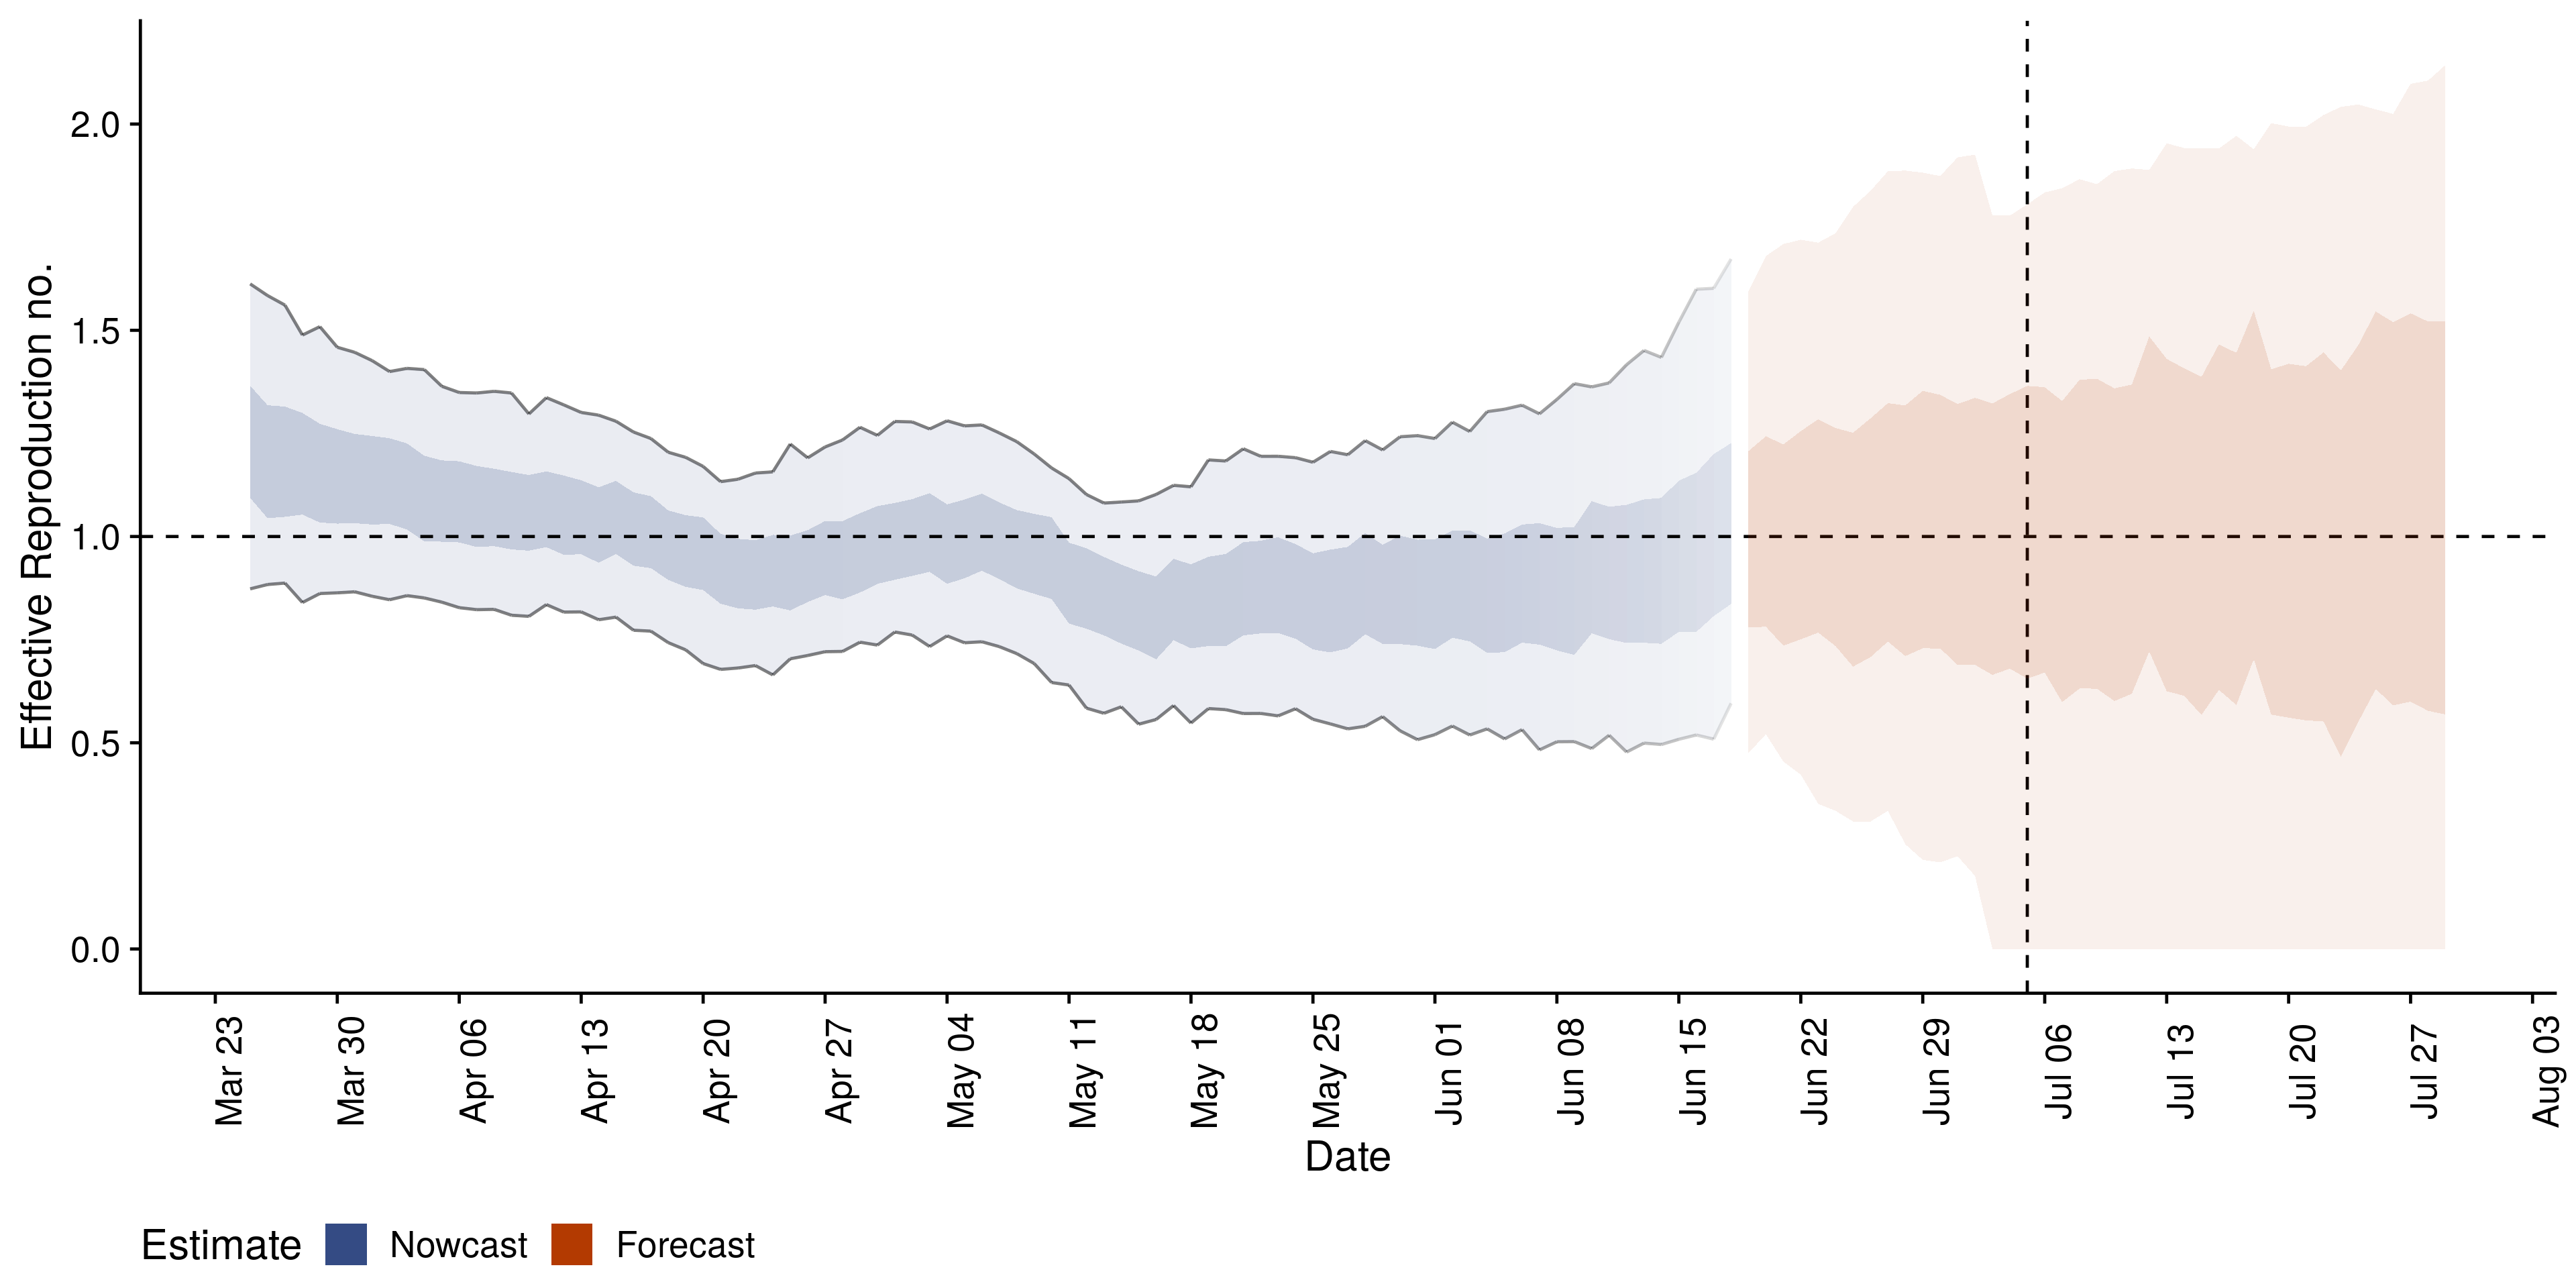 Effective Reproduction no.
2.0
1.5
1.0
0.5
0.0
Mar 23
Mar 30
Apr 06
Apr 13
Apr 20
Apr 27
May 04
May 11
May 18
May 25
Jun 01
Jun 08
Jun 15
Jun 22
Jun 29
Jul 06
Jul 13
Jul 20
Jul 27
Aug 03
Date
Estimate Nowcast Forecast